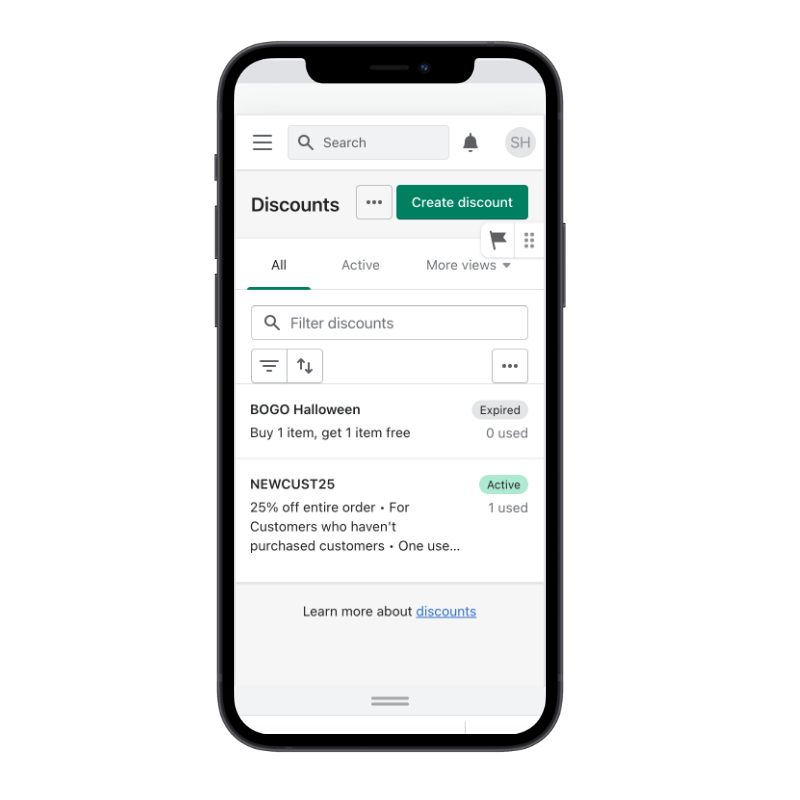 Search
SH
Discounts
Create discount
All
Active
More views
Filter discounts
BOGO Halloween
Expired
Buy 1 item, get 1 item free
0 used
NEWCUST25
Active
25% off entire order • For
1 used
Customers who haven't
purchased customers • One use...
Learn more about discounts